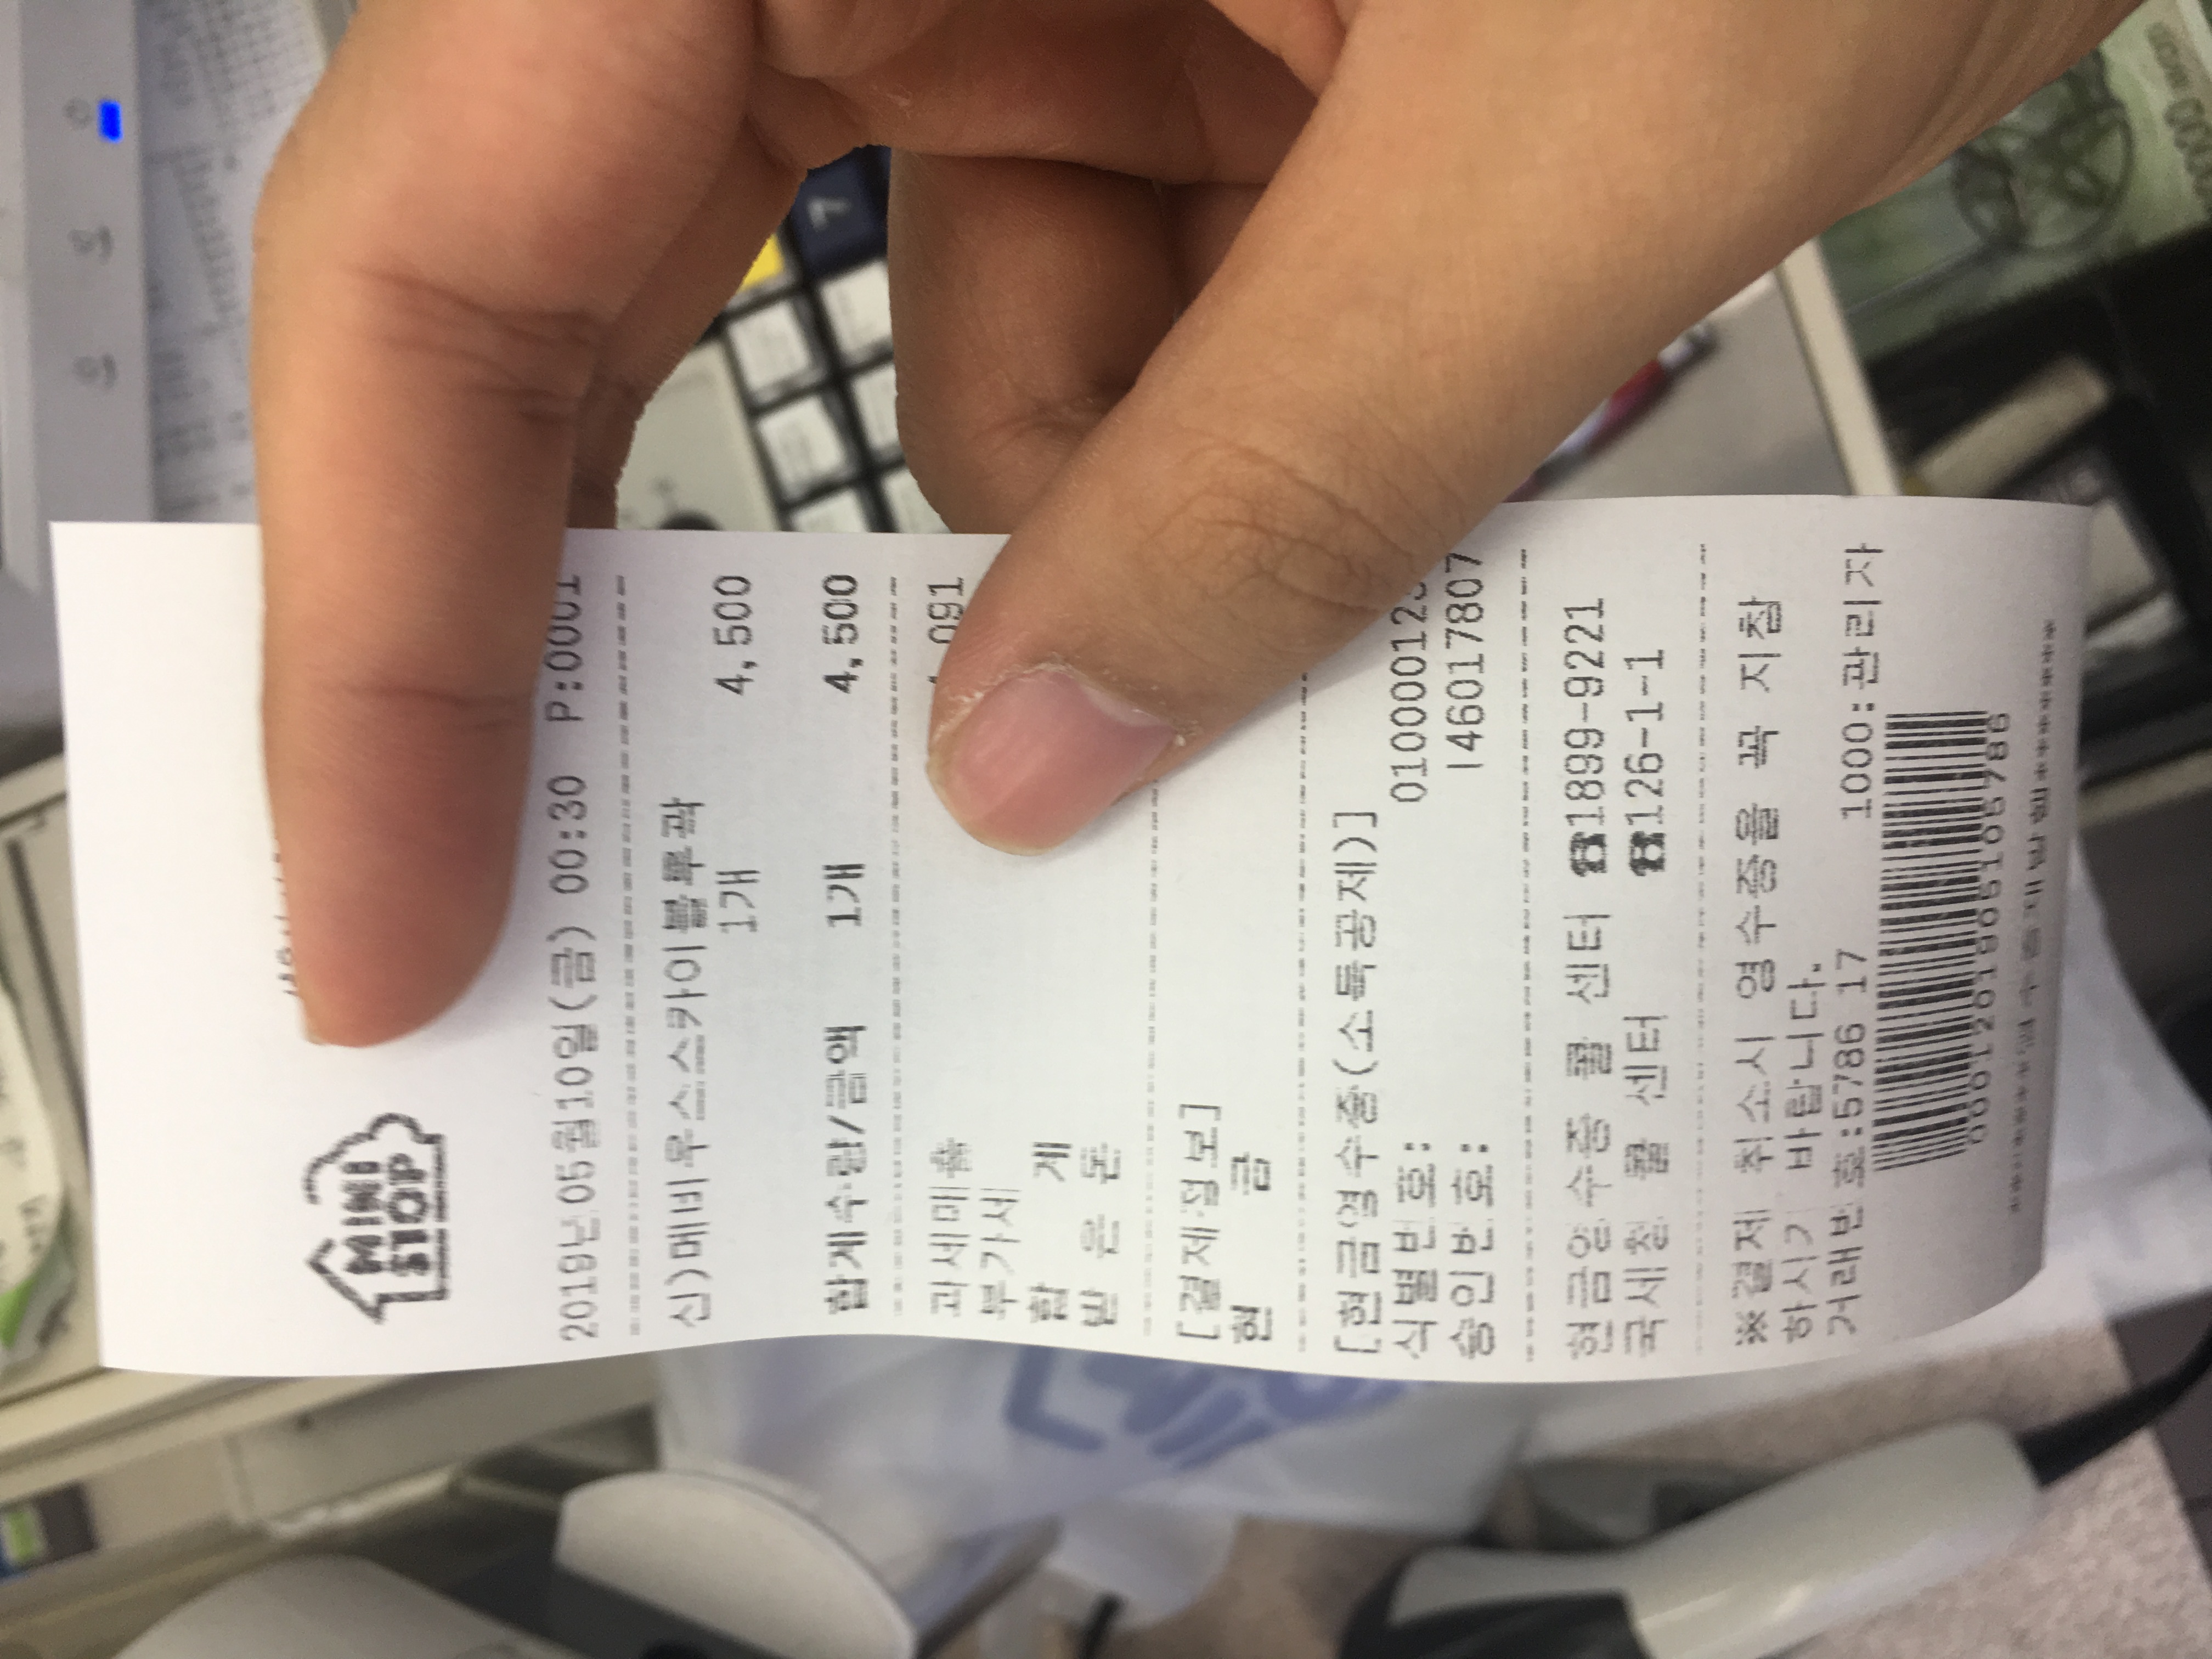 MINI
STOP
2019년05월10일(금) 00:30 P:0001
신)메비우스스카이블루곽
1개 4,500
합계수량/금액 1개 4,500
과세매출 091
부가세
합 계
받 은 돈
[결제정보]
현 금
[현금영수증(소득공제)]
식별번호:
승인번호: 146017807
현금영수증 콜 센터 ☎1899-9221
국세청 콜 센터 ☎126-1-1
※결제 취소시 영수증을 꼭 지참
하시기 바랍니다.
거래번호:5786 17 1000:관리자
0001201905105786
7
10000